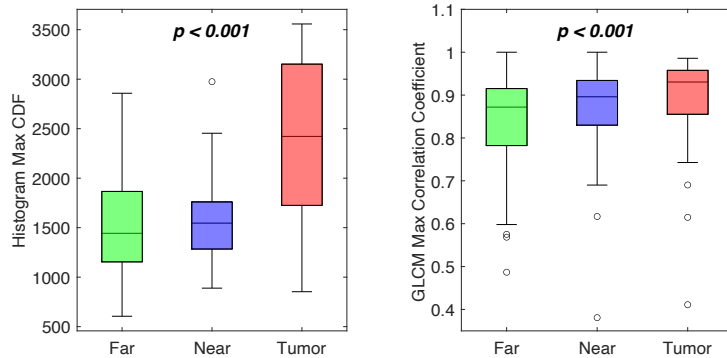 p < 0.001
Histogram Max CDF
3500
3000
2500
2000
1500
1000
500
Far Near Tumor
p < 0.001
GLCM Max Correlation Coefficient
1.1
1
0.9
0.8
0.7
0.6
0.5
0.4
Far Near Tumor